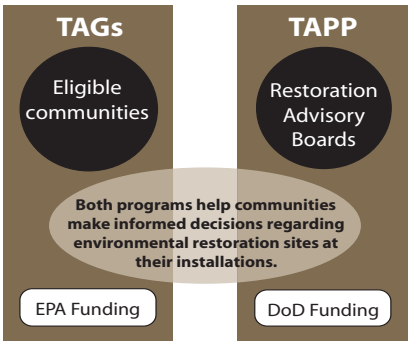 TAGs
Eligible
communities
TAPP
Restoration
Advisory
Boards
Both programs help communities
make informed decisions regarding
environmental restoration sites at
their installations.
EPA Funding
DoD Funding